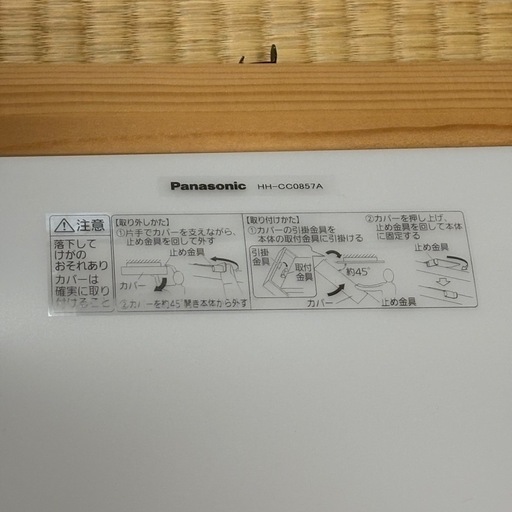 Panasonic HH-CC0857A
⚠注意
落下して
けがの
おそれあり
カバーは
確実に取り
付けること
【取り外しかた】
①片手でカバーを支えながら、
止め金具を回して外す
止め金具
カバー
②カバーを約45°開き本体から外す
【取り付けかた】
①カバーの引掛金具を
本体の取付金具に引掛ける
引掛
金具
取付
金具
約45°
カバー
②カバーを押し上げ、
止め金具を回して本体
に固定する
止め金具
止め金具